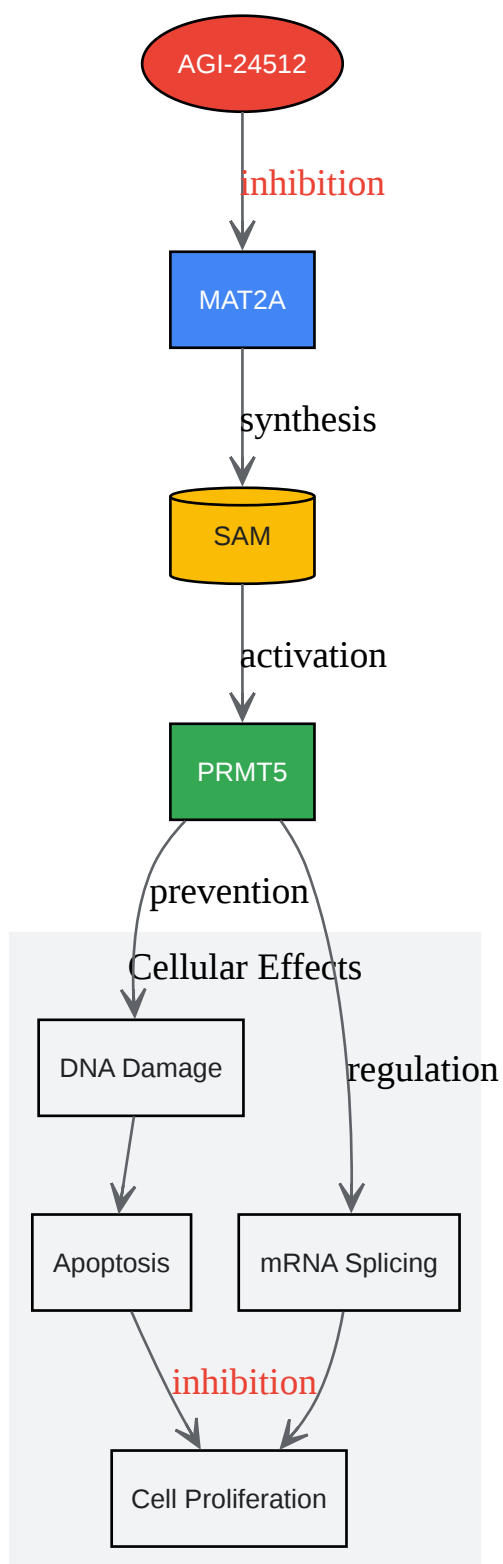 AGI-24512
inhibition
MAT2A
synthesis
SAM
activation
PRMT5
prevention
Cellular Effects
DNA Damage
regulation
Apoptosis
mRNA Splicing
inhibition
Cell Proliferation